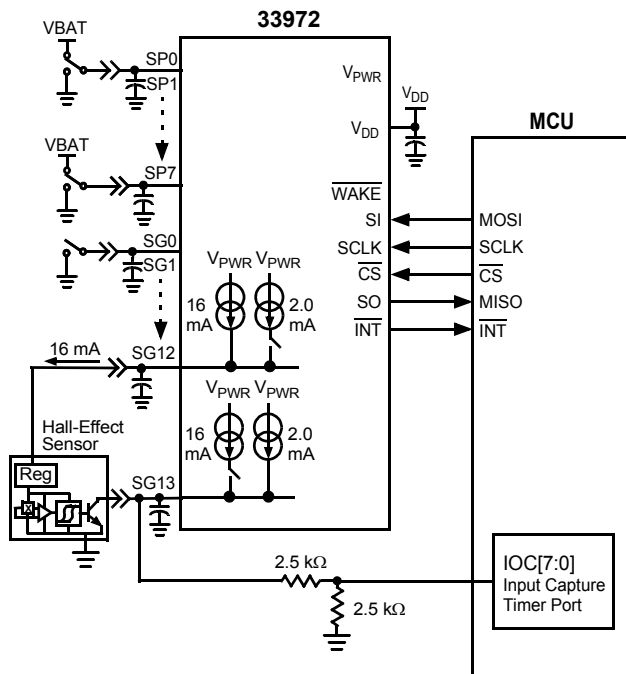 33972
VBAT
SP0
SP1
VPWR
VDD
VDD
MCU
VBAT
SP7
WAKE
SI
MOSI
SG0
SCLK
SCLK
SG1
CS
CS
VPWR VPWR
SO
MISO
16 mA
2.0 mA
INT
INT
16 mA
SG12
VPWR VPWR
Hall-Effect
Sensor
16 mA
2.0 mA
Reg
X
SG13
2.5 kΩ
IOC[7:0]
Input Capture
Timer Port
2.5 kΩ